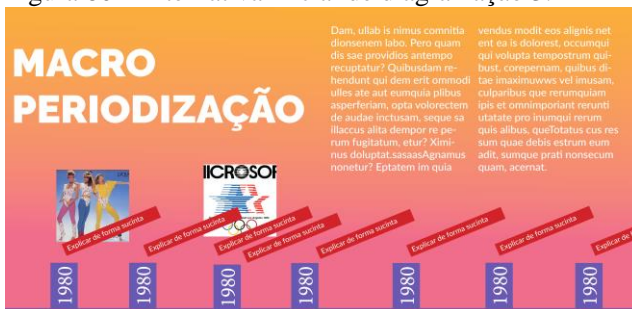 MACRO
PERIODIZAÇÃO
Dam, ullab is nimus comnitia
dionsenem labo. Pero quam
dis sae providios antempo
recuptatur? Quibusdam re-
hendunt qui dem erit ommodi
ulles ate aut eumquia plibus
asperferiam, opta volorectem
de audae inctusam, seque sa
illaccus alita dempor re pe-
rum fugitatum, etur? Ximi-
nus doluptat.sasaasAgnamus
nonetur? Eptatem im quia
vendus modit eos alignis net
ent ea is dolorest, occumqui
qui volupta tempostrum qui-
bust, corepernam, quibus di-
tae imaximuwws vel imusam,
culparibus que rerumquiam
ipis et omnimporiant rerunti
utatate pro inumqui rerum
quis alibus, queTotatus cus res
sum quae debis estrum eum
adit, sumque prati nonsecum
quam, acernat.
IICROSOF
Explicar de forma sucinta
Explicar de forma sucinta
Explicar de forma sucinta
Explicar de forma sucinta
Explicar de forma sucinta
Explicar de forma sucinta
Explicar de forma sucinta
Explicar de forma su
1980
1980
1980
1980
1980
1980
1980